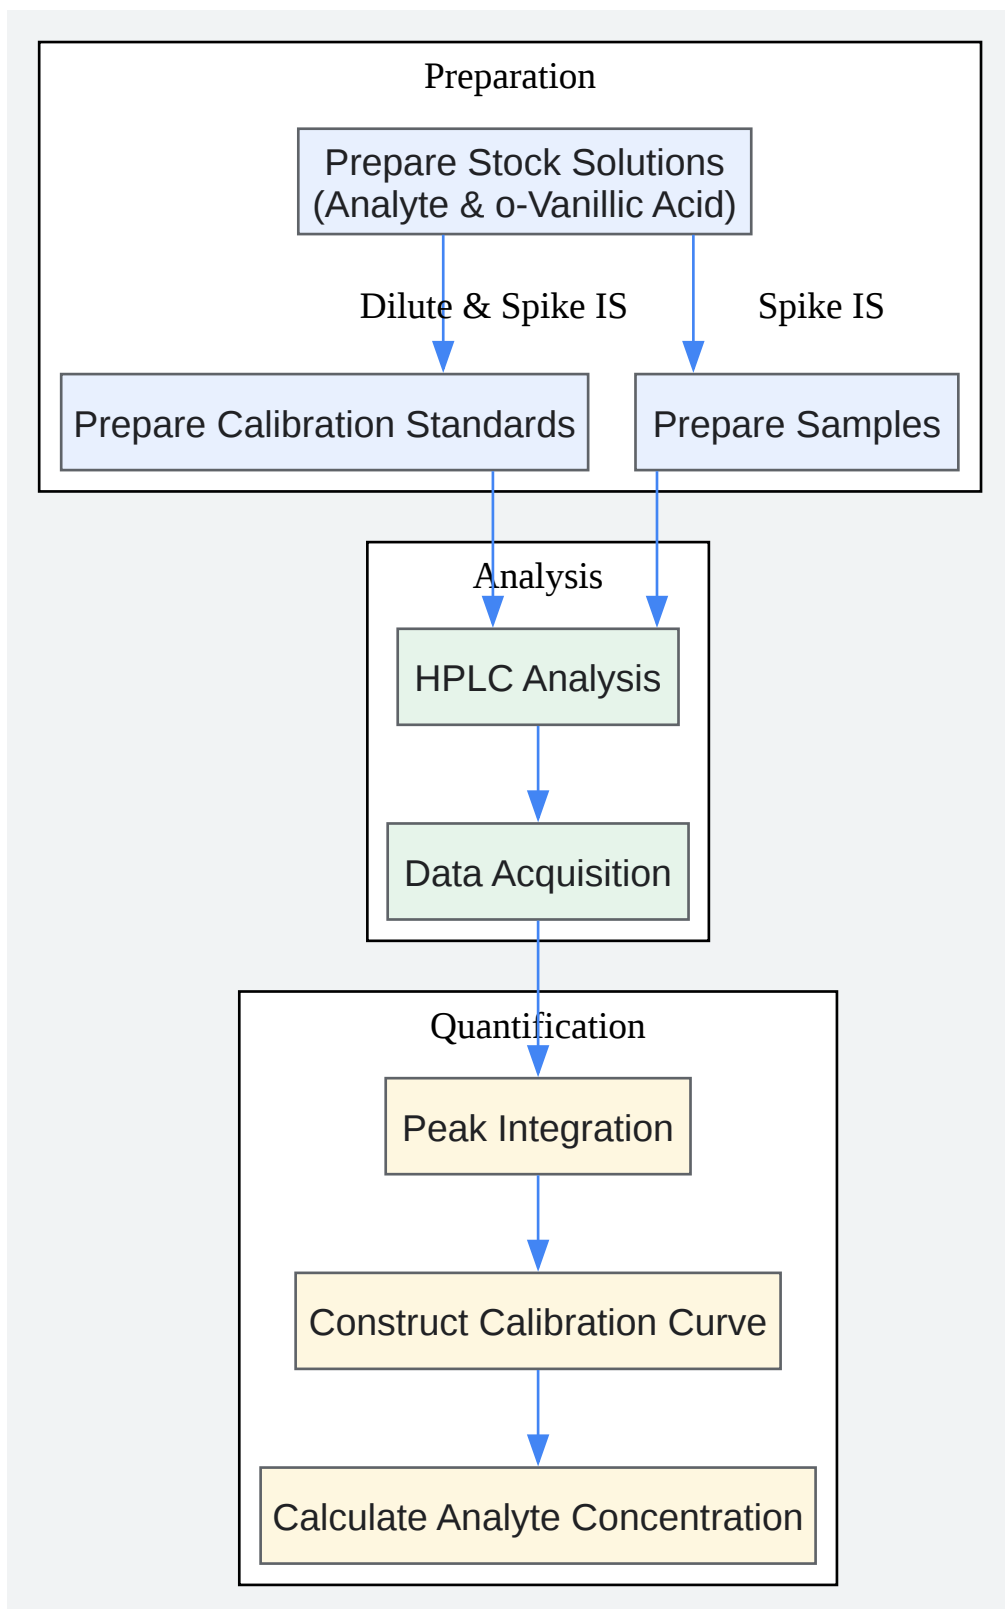 Preparation
Prepare Stock Solutions
(Analyte & o-Vanillic Acid)
Dilute & Spike IS
Spike IS
Prepare Calibration Standards
Prepare Samples
Analysis
HPLC Analysis
Data Acquisition
Quantification
Peak Integration
Construct Calibration Curve
Calculate Analyte Concentration